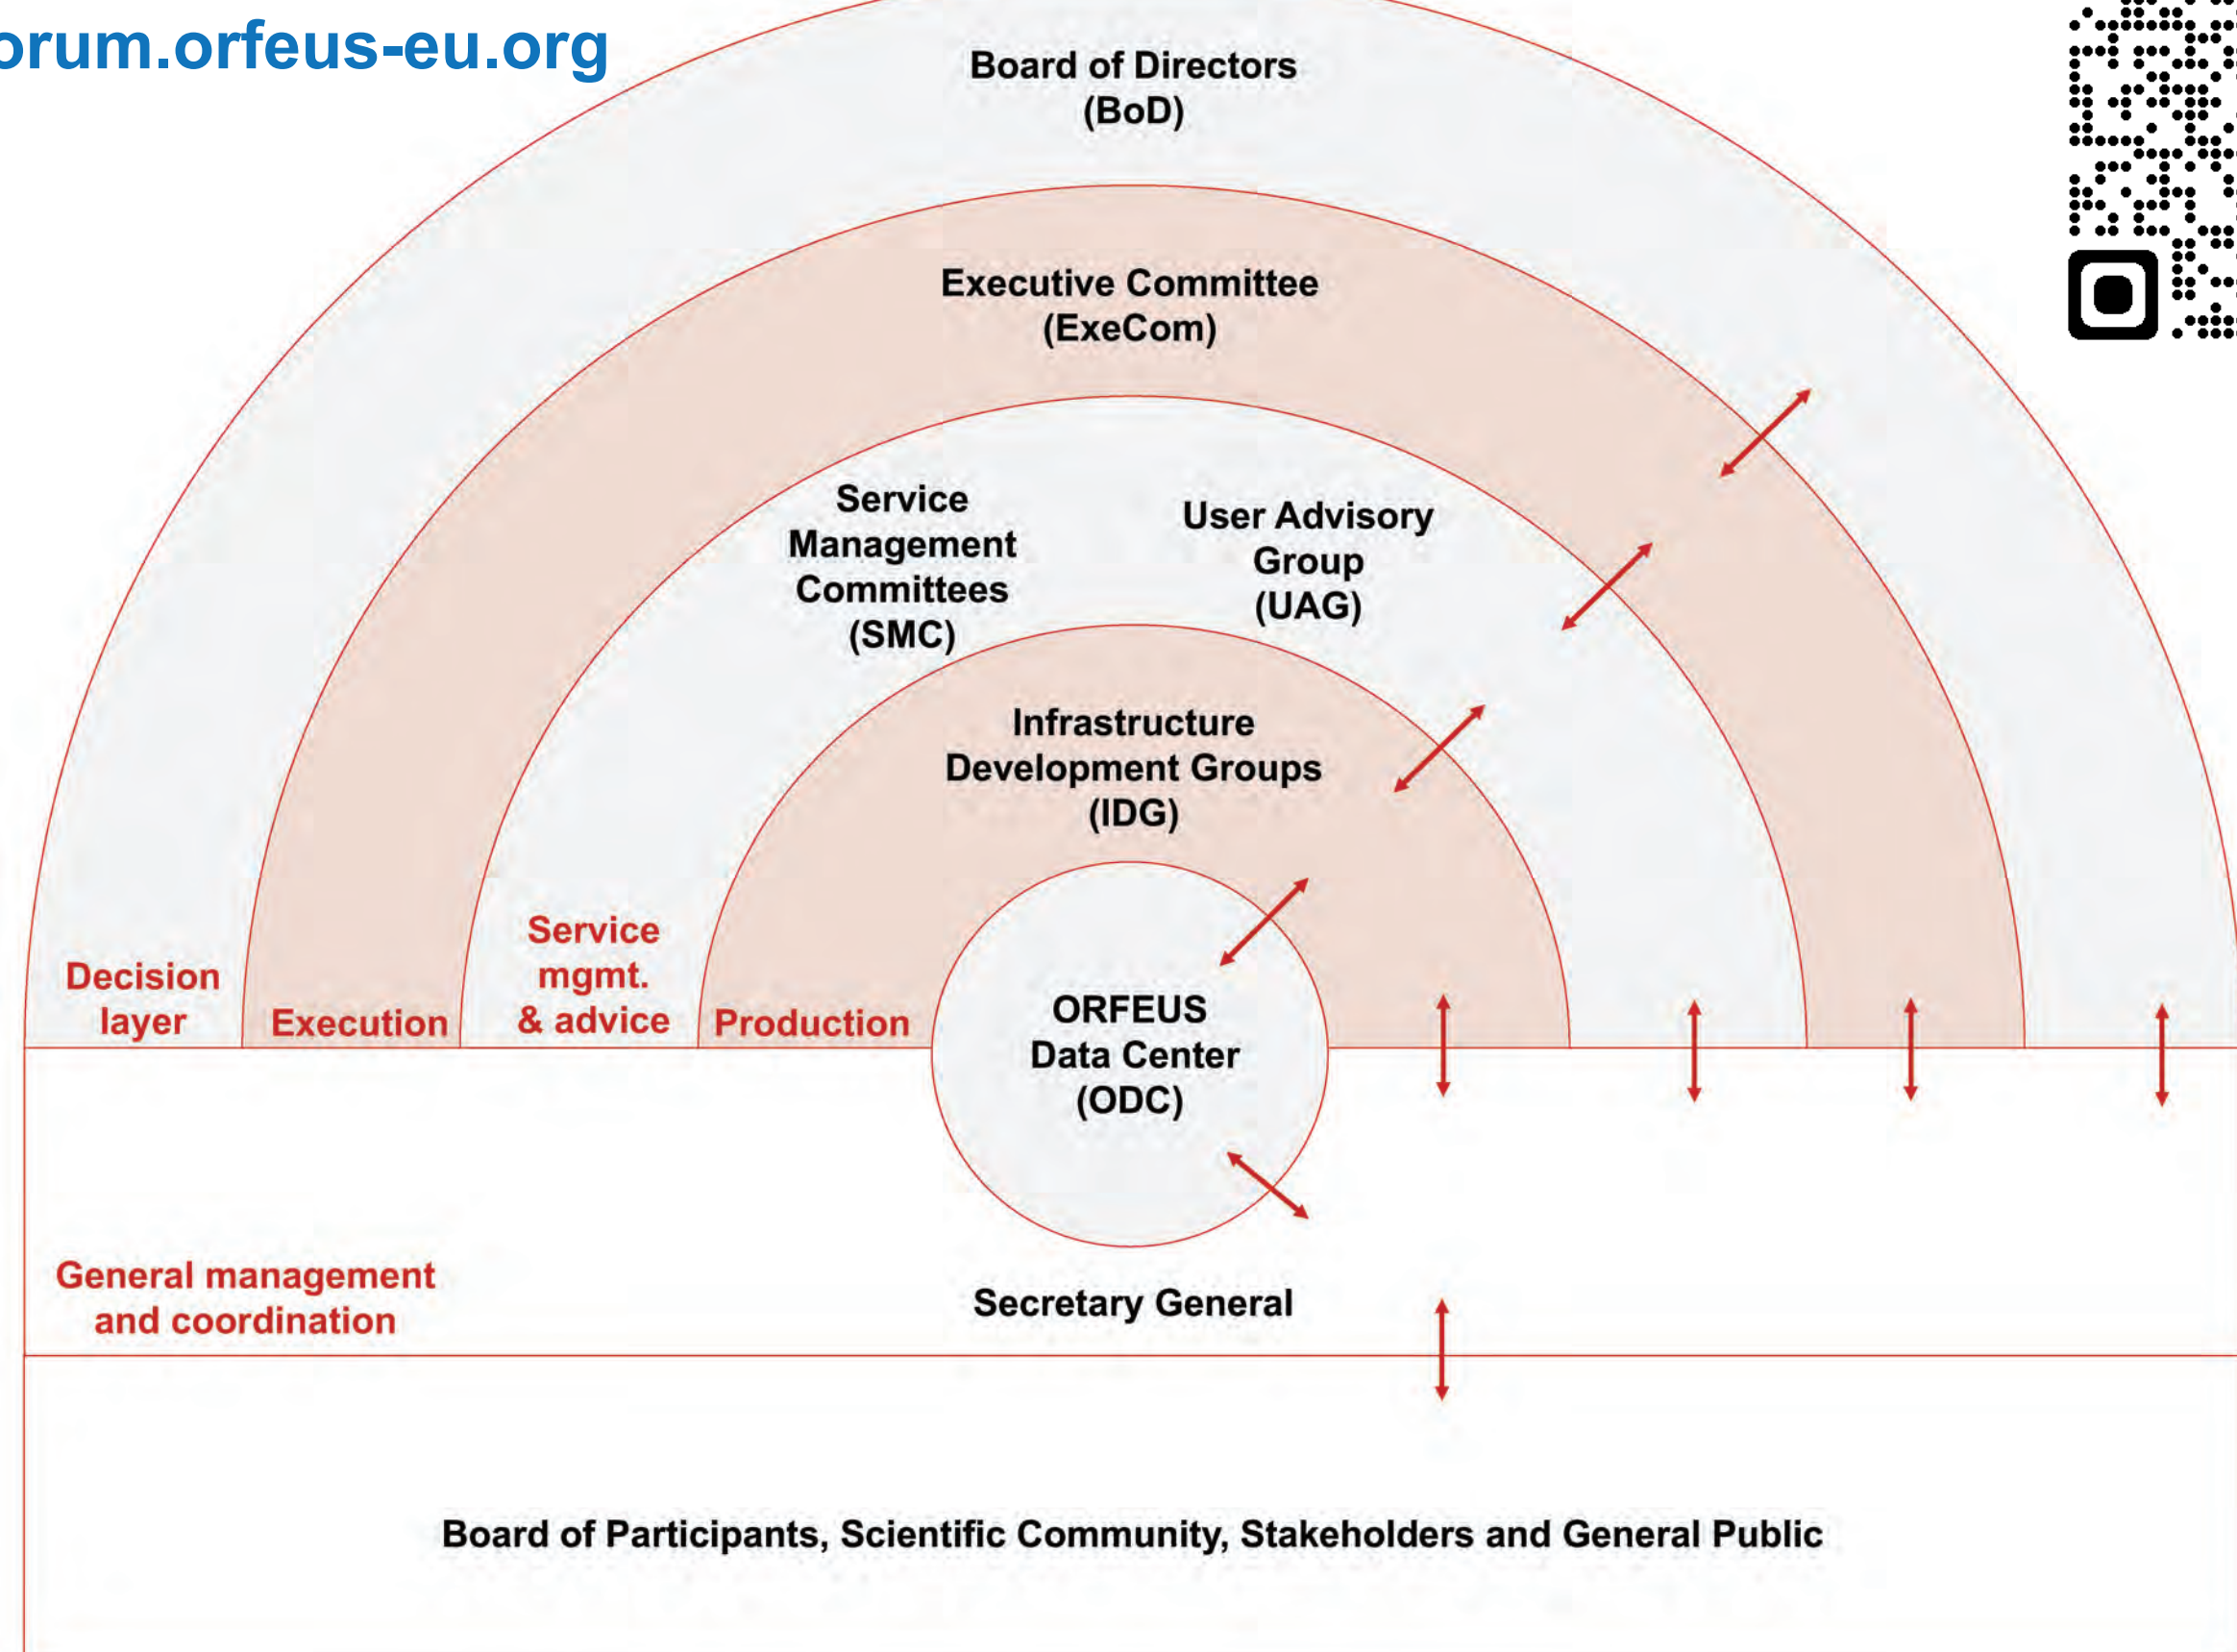 orum.orfeus-eu.org
Board of Directors
(BoD)
Executive Committee
(ExeCom)
Service
Management
Committees
(SMC)
User Advisory
Group
(UAG)
Infrastructure
Development Groups
(IDG)
Decision
layer
Execution
Service
mgmt.
& advice
Production
ORFEUS
Data Center
(ODC)
General management
and coordination
Secretary General
Board of Participants, Scientific Community, Stakeholders and General Public